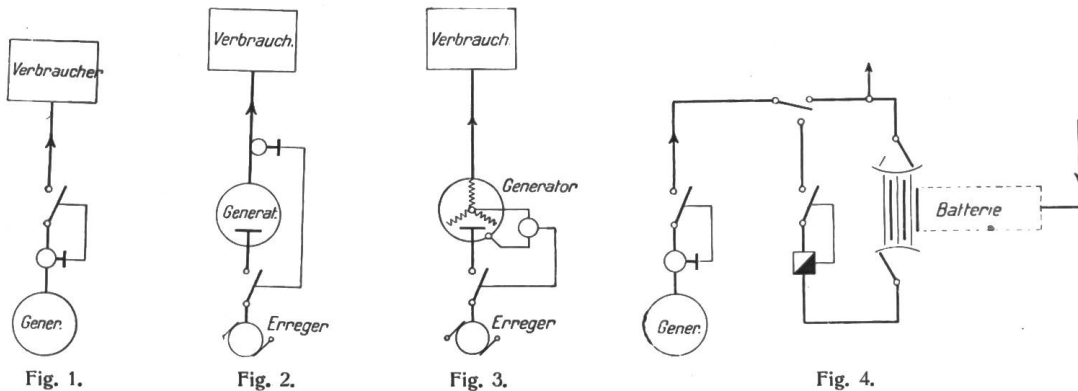 Verbraucher
Gener.
Fig. 1.
Verbrauch.
Generat.
Erreger
Fig. 2.
Verbrauch.
Generator
Erreger
Fig. 3.
Gener.
Batterie
Fig. 4.